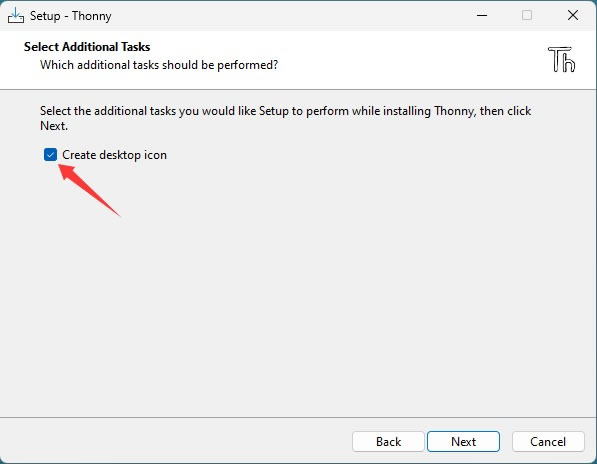 Setup - Thonny
Select Additional Tasks
Which additional tasks should be performed?
Th
Select the additional tasks you would like Setup to perform while installing Thonny, then click
Next.
Create desktop icon
Back
Next
Cancel